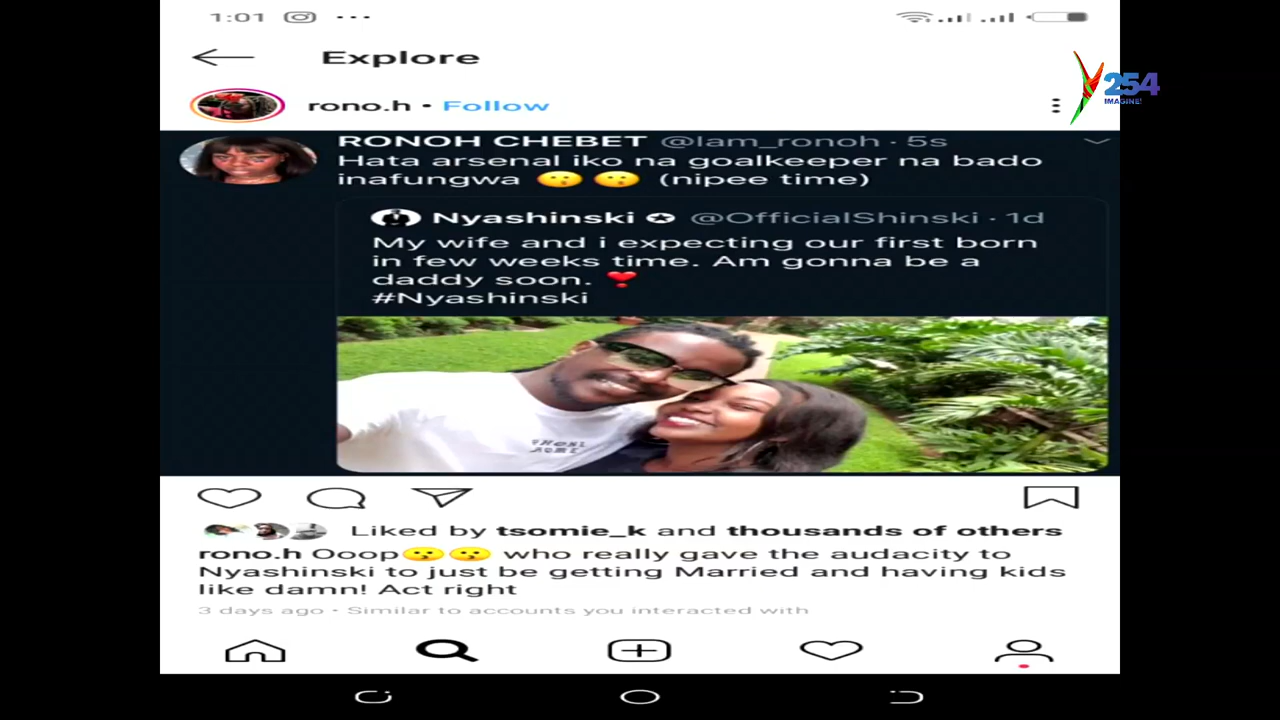 1:01
Explore
254
IMAGINE!
rono.h • Follow
RONOH CHEBET @Iam_ronoh · 5s
Hata arsenal iko na goalkeeper na bado
inafungwa 😗 😗 (nipee time)
Nyashinski ✪ @OfficialShinski · 1d
My wife and i expecting our first born
in few weeks time. Am gonna be a
daddy soon. ❣️
#Nyashinski
Liked by tsomie_k and thousands of others
rono.h Ooop😗😗 who really gave the audacity to
Nyashinski to just be getting Married and having kids
like damn! Act right
3 days ago • Similar to accounts you interacted with